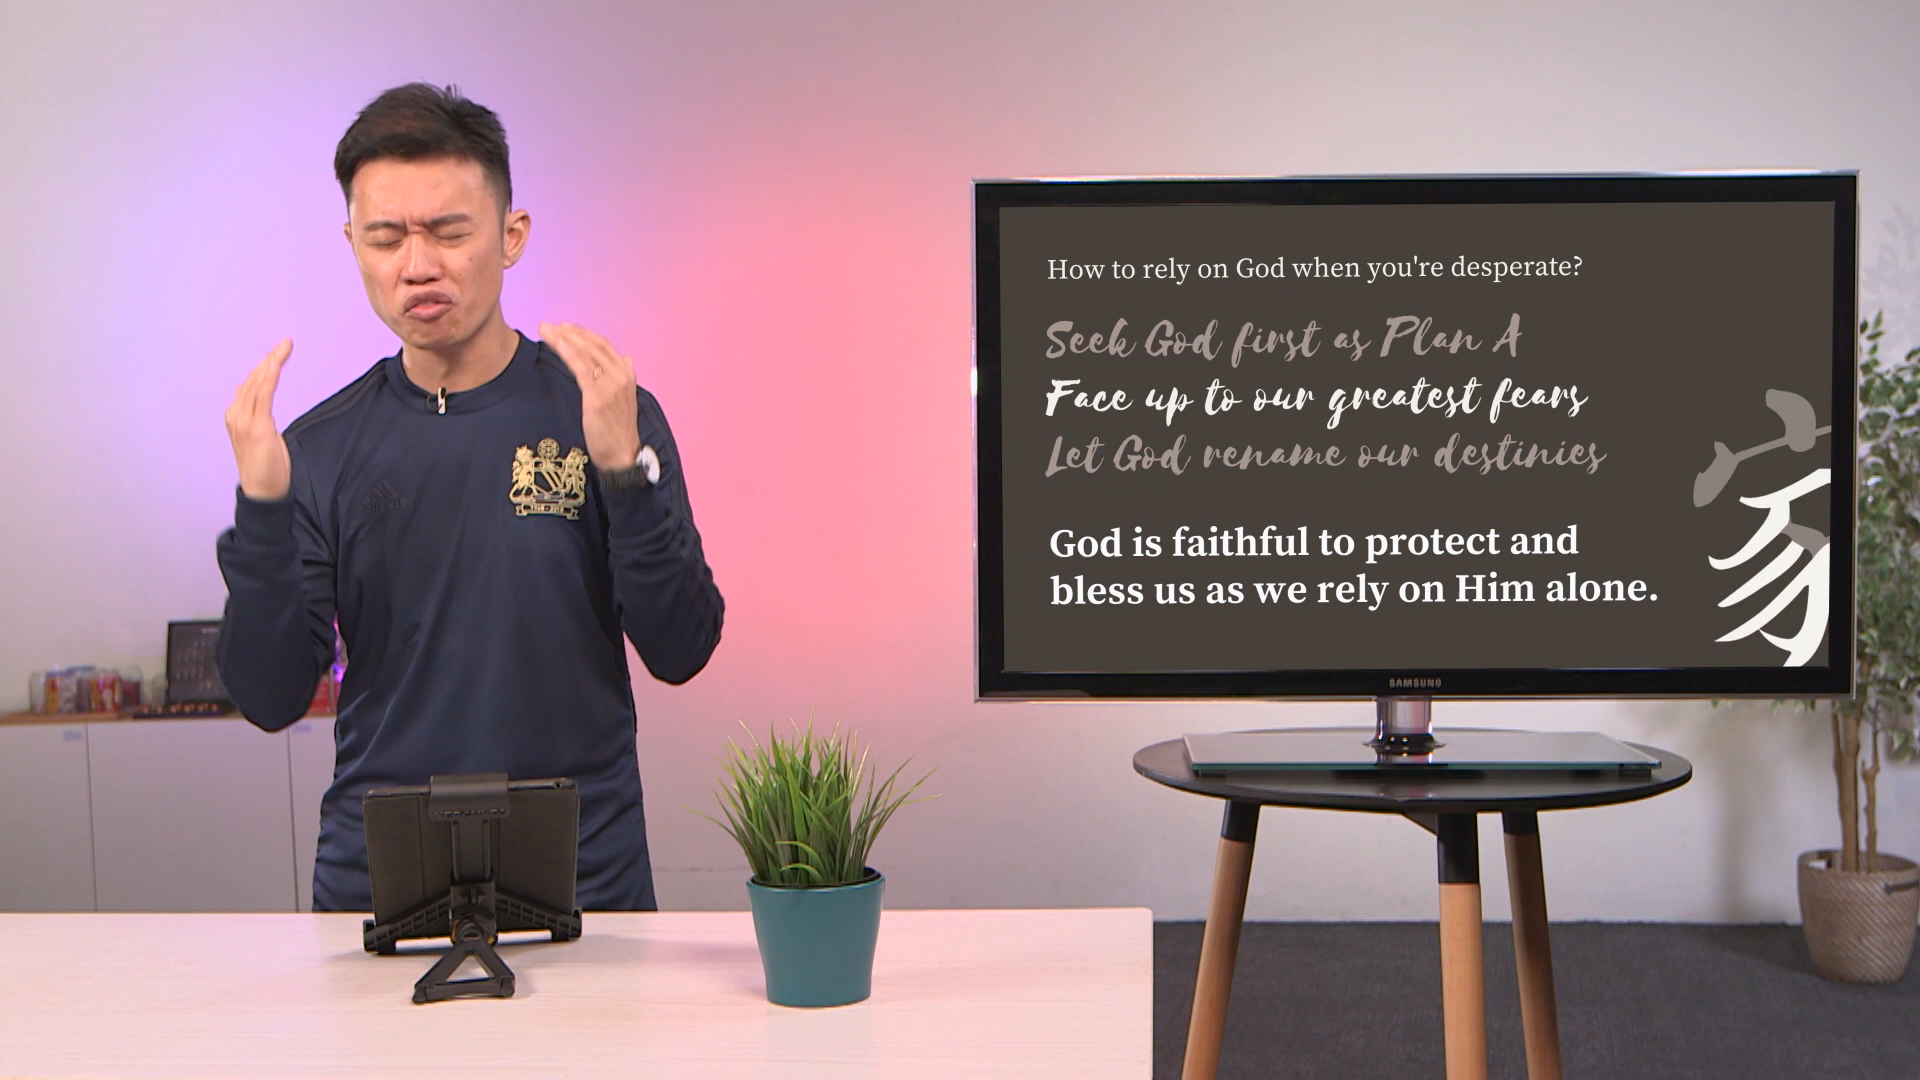 How to rely on God when you're desperate?
Seek God first as Plan A
Face up to our greatest fears
Let God rename our destinies
God is faithful to protect and
bless us as we rely on Him alone.
家
SAMSUNG
adidas